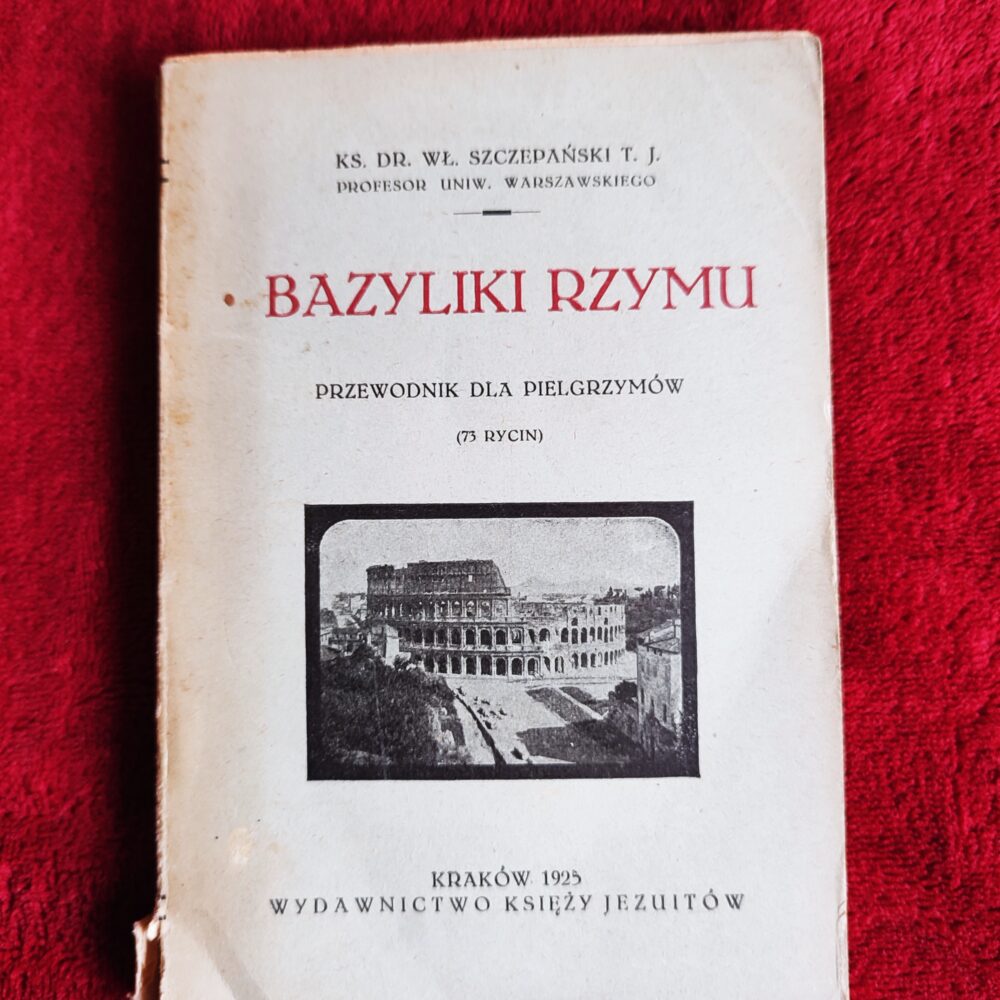 KS. DR. WŁ. SZCZEPAŃSKI T. J.
PROFESOR UNIW. WARSZAWSKIEGO
BAZYLIKI RZYMU
PRZEWODNIK DLA PIELGRZYMÓW
(73 RYCIN)
KRAKÓW 1925
WYDAWNICTWO KSIĘŻY JEZUITÓW